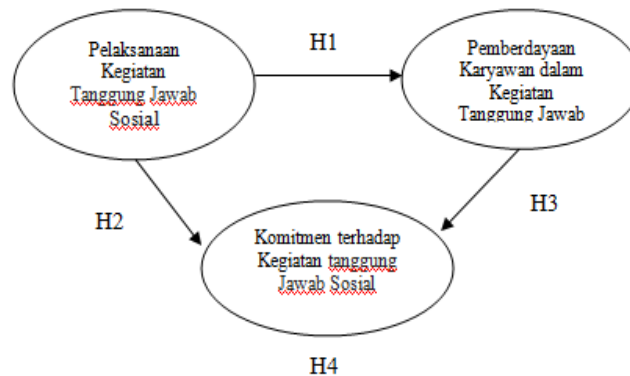 Pelaksanaan
Kegiatan
Tanggung Jawab
Sosial
H1
Pemberdayaan
Karyawan dalam
Kegiatan
Tanggung Jawab
H2
H3
Komitmen terhadap
Kegiatan tanggung
Jawab Sosial
H4